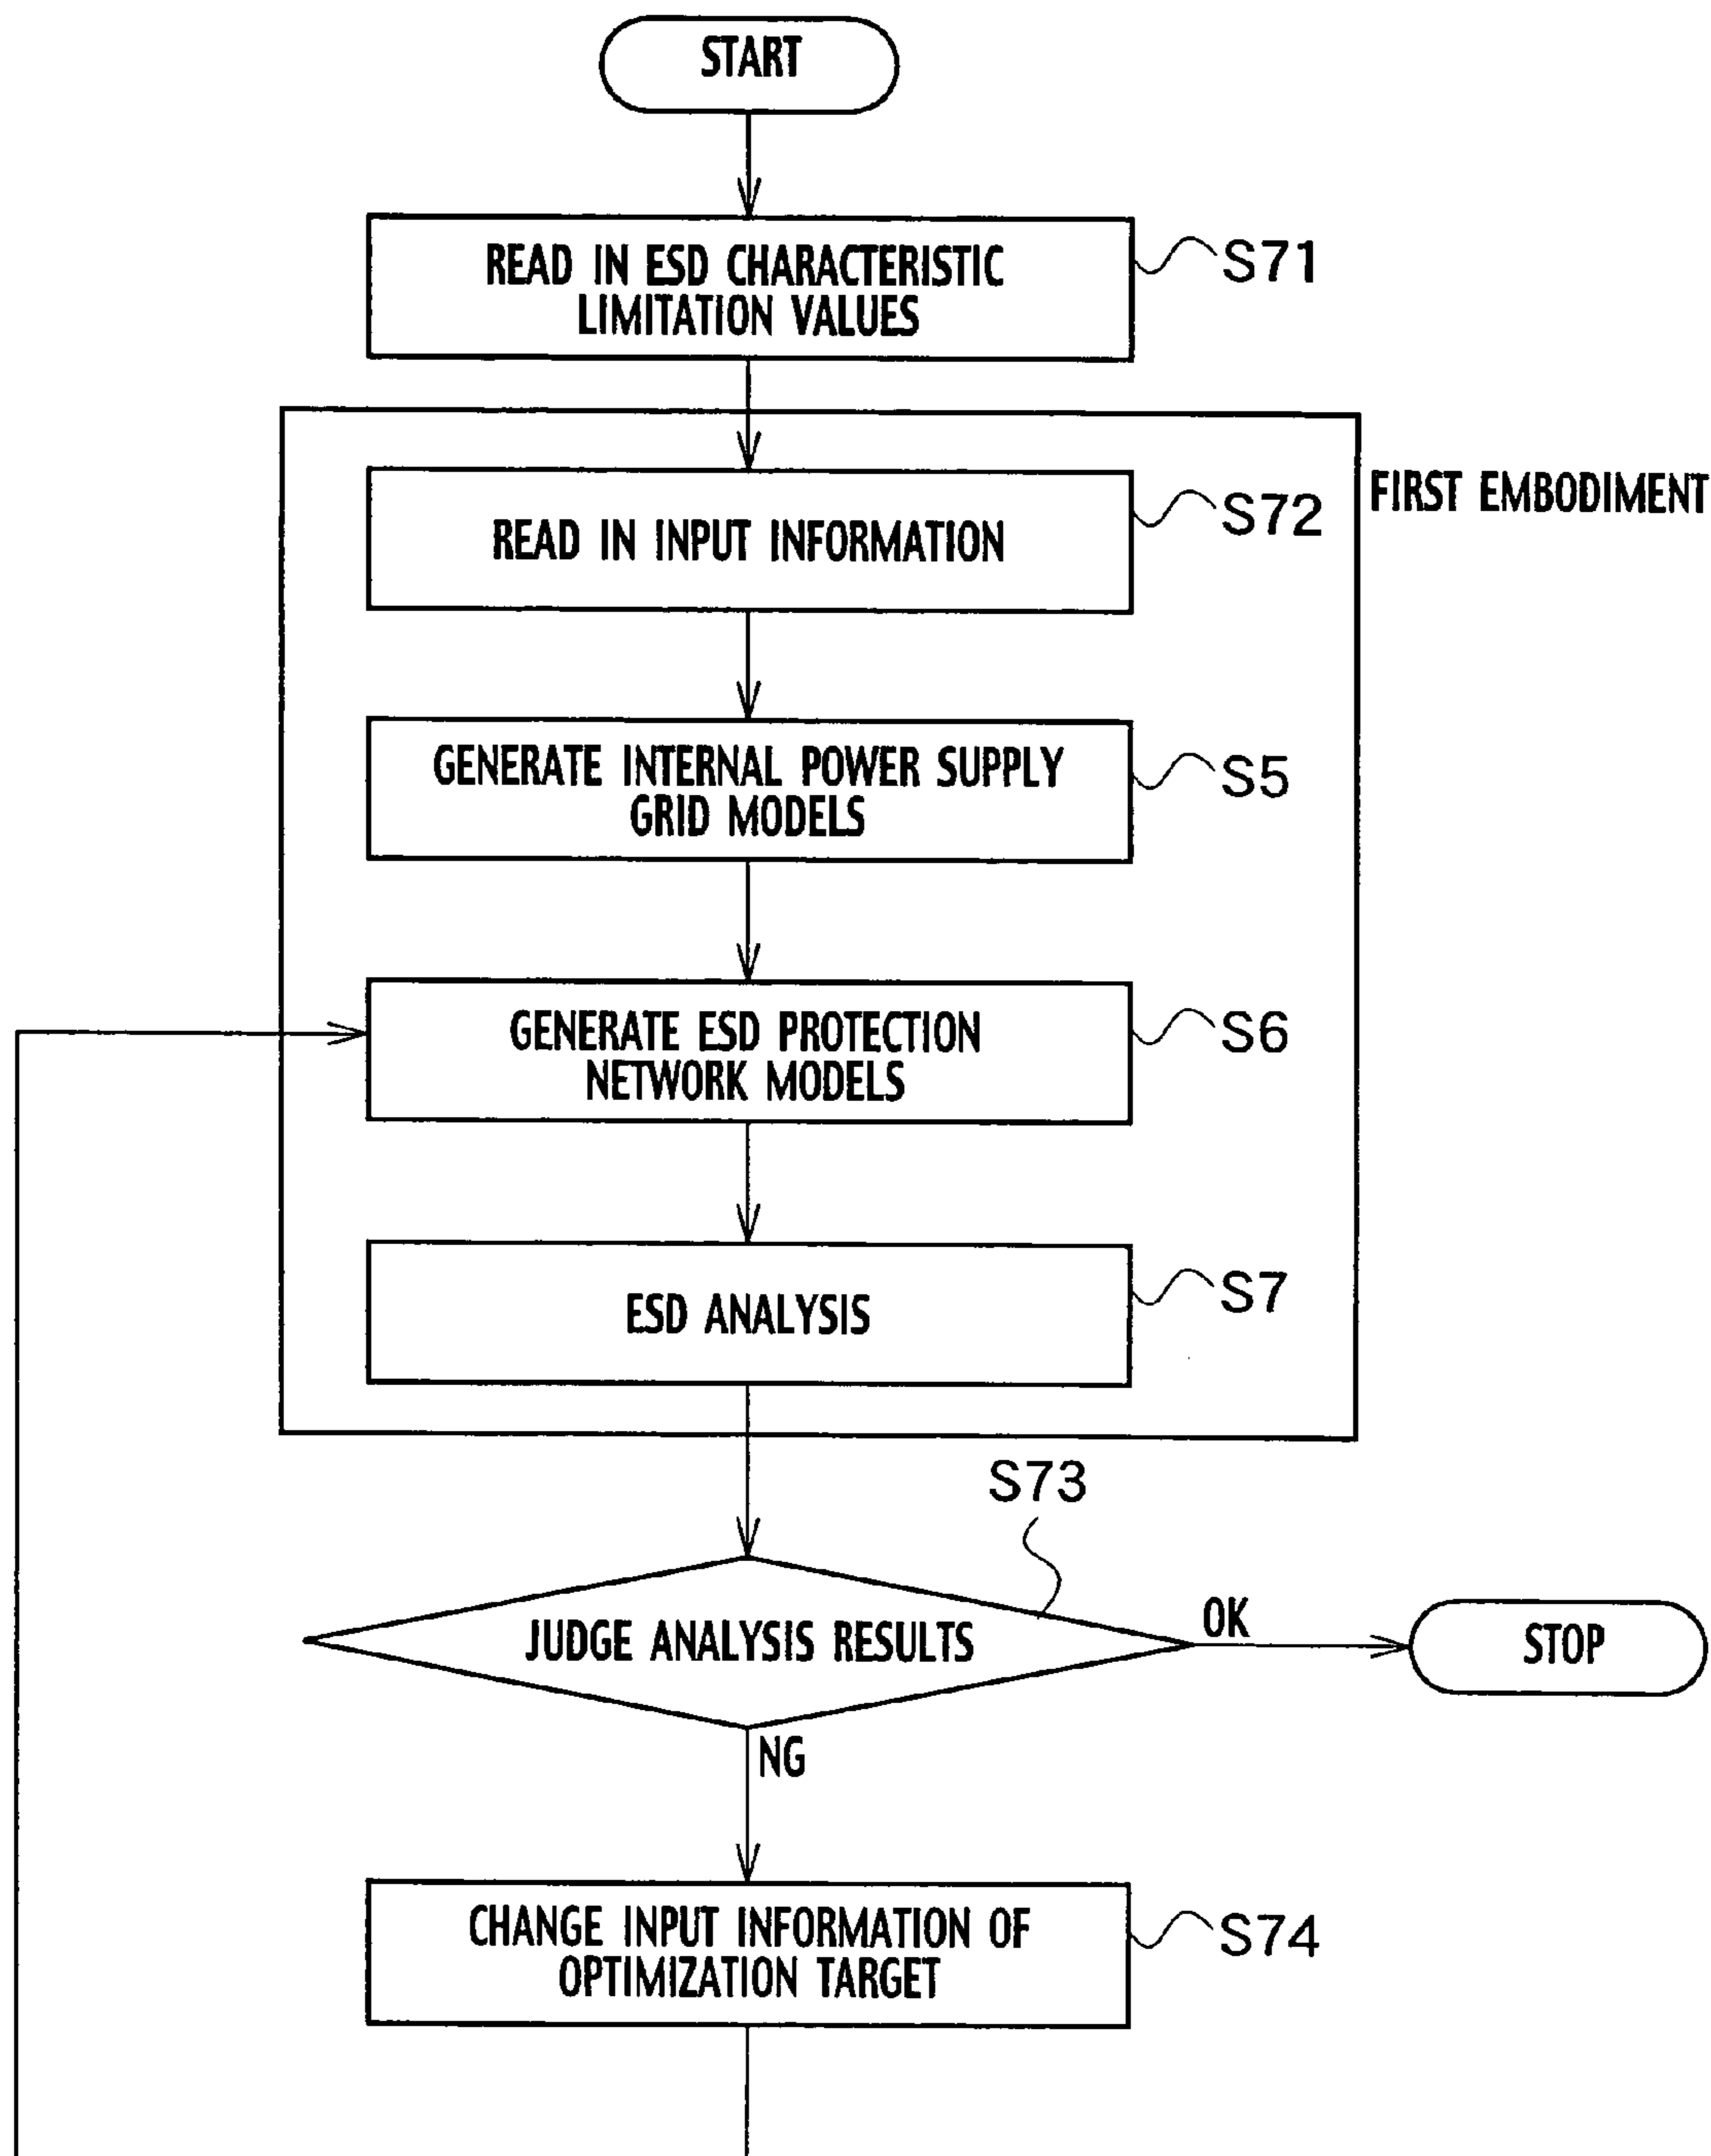 START
READ IN ESD CHARACTERISTIC
LIMITATION VALUES
S71
FIRST EMBODIMENT
READ IN INPUT INFORMATION
S72
GENERATE INTERNAL POWER SUPPLY
GRID MODELS
S5
GENERATE ESD PROTECTION
NETWORK MODELS
S6
ESD ANALYSIS
S7
S73
JUDGE ANALYSIS RESULTS
OK
STOP
NG
CHANGE INPUT INFORMATION OF
OPTIMIZATION TARGET
S74